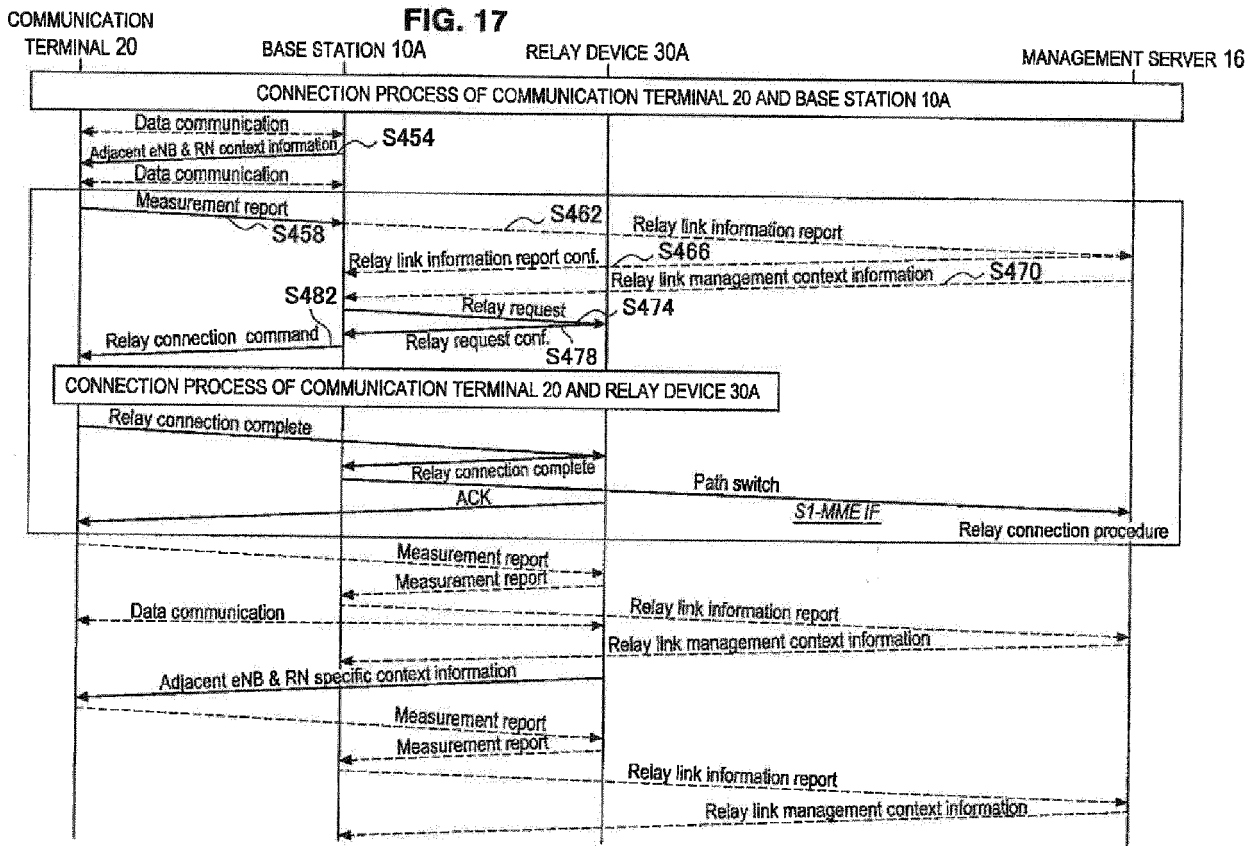 FIG. 17
COMMUNICATION
TERMINAL 20
BASE STATION 10A
RELAY DEVICE 30A
MANAGEMENT SERVER 16
CONNECTION PROCESS OF COMMUNICATION TERMINAL 20 AND BASE STATION 10A
Data communication
S454
Adjacent eNB & RN context information
Data communication
Measurement report
S458
S462
Relay link information report
S466
Relay link information report conf.
S470
Relay link management context information
S482
Relay request
S474
Relay connection command
Relay request conf.
S478
CONNECTION PROCESS OF COMMUNICATION TERMINAL 20 AND RELAY DEVICE 30A
Relay connection complete
Relay connection complete
Path switch
ACK
S1-MME IF
Relay connection procedure
Measurement report
Measurement report
Data communication
Relay link information report
Relay link management context information
Adjacent eNB & RN specific context information
Measurement report
Measurement report
Relay link information report
Relay link management context information